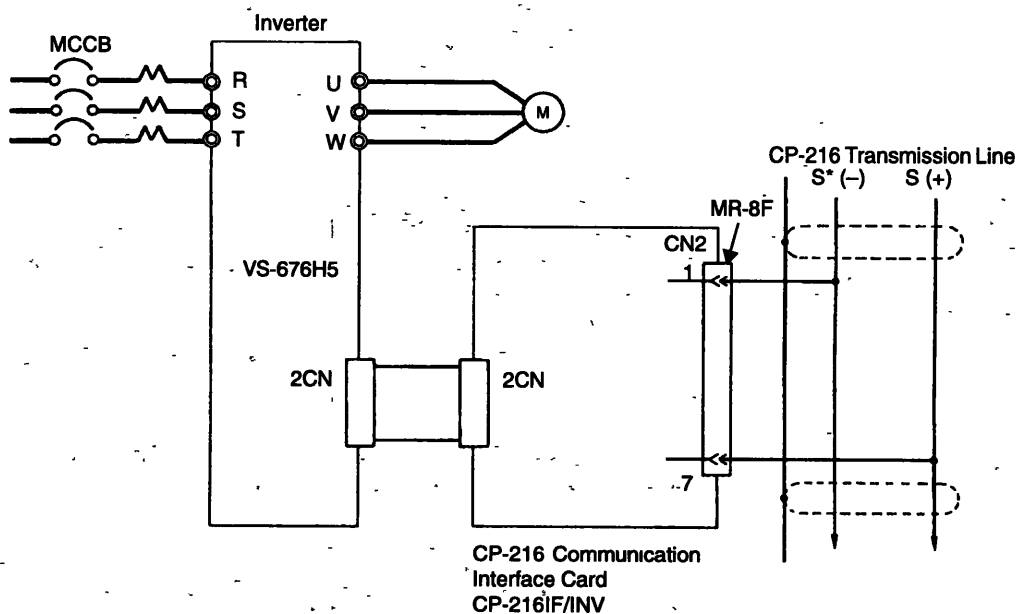 Inverter
MCCB
R
U
S
V
M
T
W
CP-216 Transmission Line
S* (–)
S (+)
MR-8F
CN2
VS-676H5
1
2CN
2CN
7
CP-216 Communication
Interface Card
CP-216IF/INV